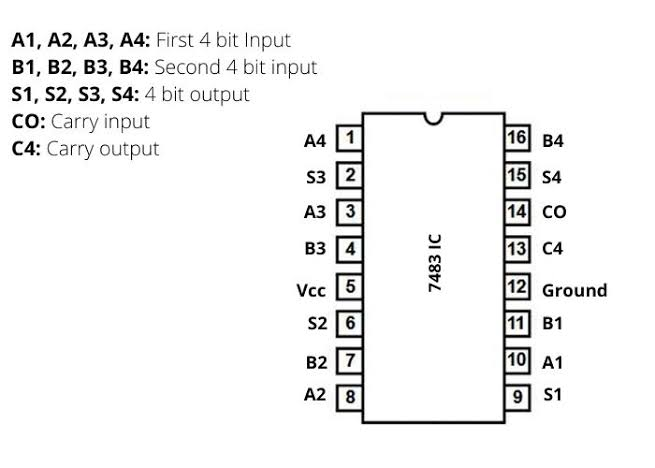 A1, A2, A3, A4: First 4 bit Input
B1, B2, B3, B4: Second 4 bit input
S1, S2, S3, S4: 4 bit output
CO: Carry input
C4: Carry output
A4 1 16 B4
S3 2 15 S4
A3 3 14 CO
B3 4 13 C4
7483 IC
Vcc 5 12 Ground
S2 6 11 B1
B2 7 10 A1
A2 8 9 S1